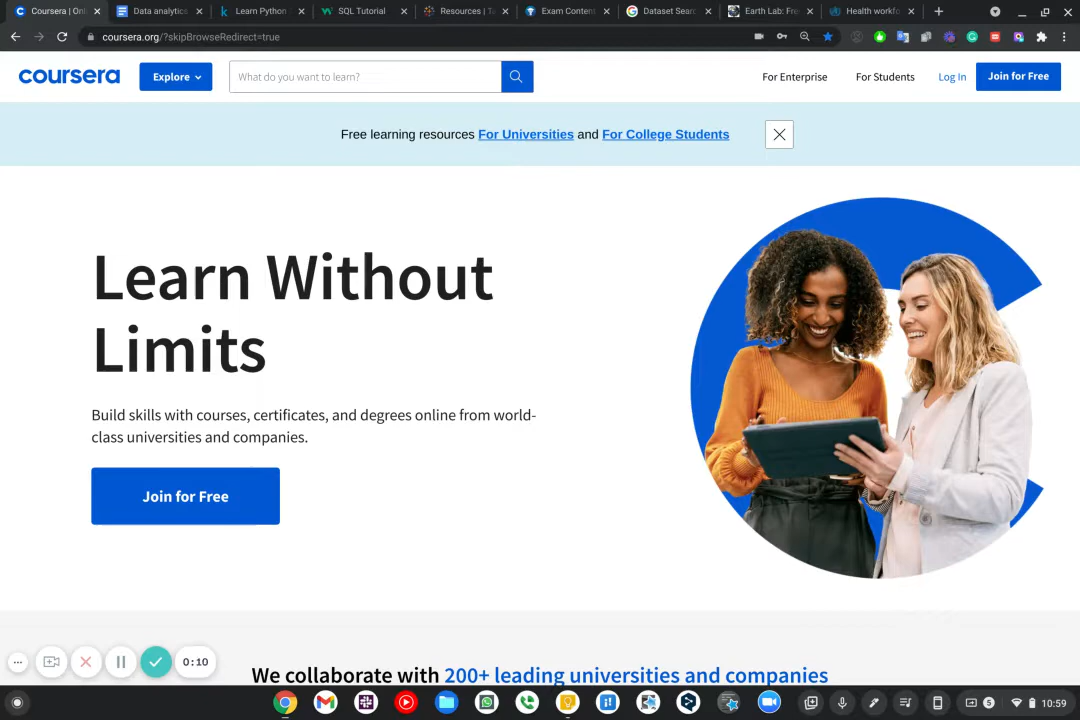 Coursera | Onl
Data analytics
Learn Python
SQL Tutorial
Resources | Ta
Exam Content
Dataset Sear
Earth Lab: Fre
Health workfo
coursera.org/?skipBrowseRedirect=true
coursera
Explore
What do you want to learn?
For Enterprise
For Students
Log In
Join for Free
Free learning resources For Universities and For College Students
Learn Without
Limits
Build skills with courses, certificates, and degrees online from world-
class universities and companies.
Join for Free
0:10
We collaborate with 200+ leading universities and companies
5
10:59